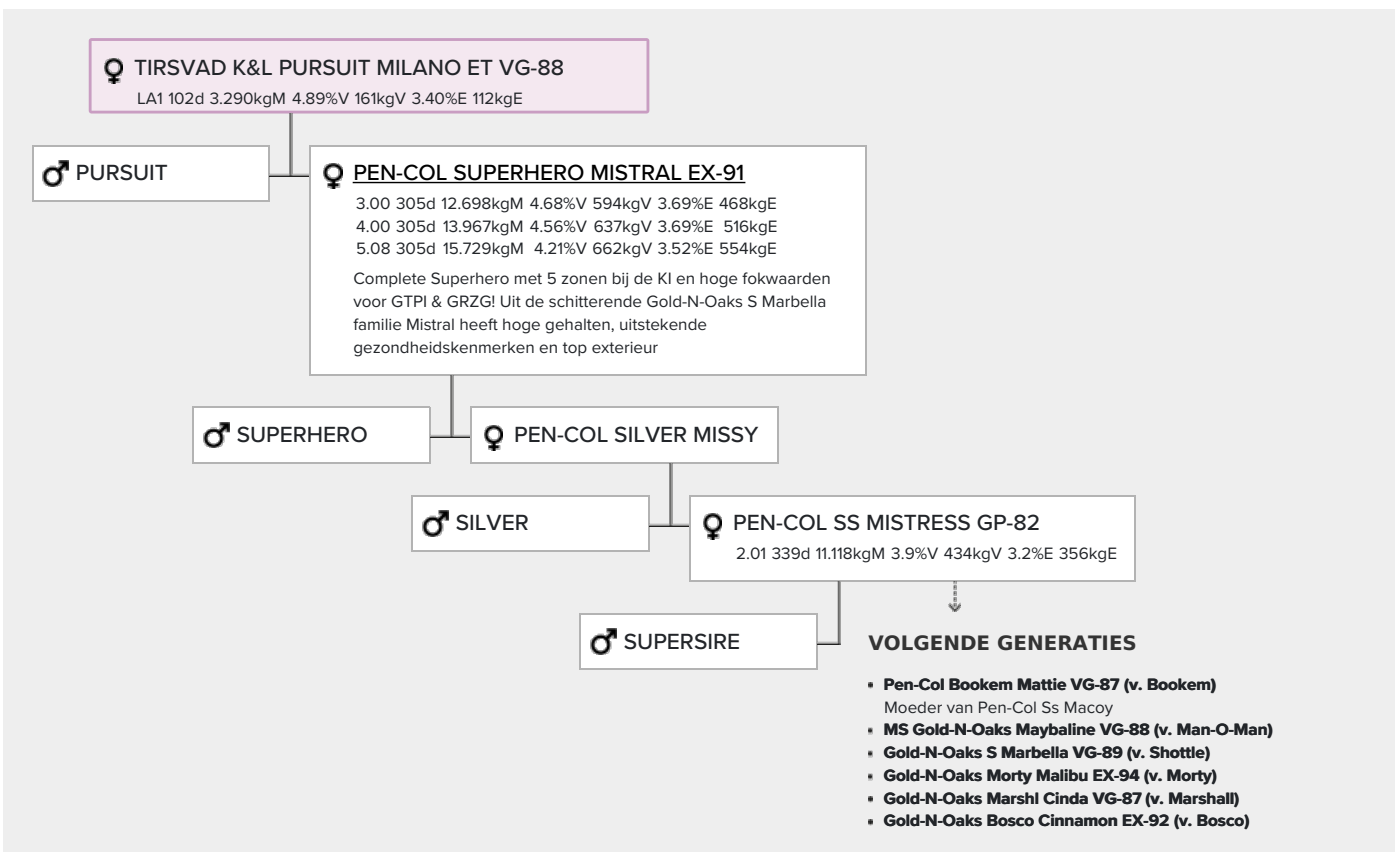 TIRSVAD K&L PURSUIT MILANO ET VG-88
LA1 102d 3.290kgM 4.89%V 161kgV 3.40%E 112kgE
PURSUIT
PEN-COL SUPERHERO MISTRAL EX-91
3.00 305d 12.698kgM 4.68%V 594kgV 3.69%E 468kgE
4.00 305d 13.967kgM 4.56%V 637kgV 3.69%E 516kgE
5.08 305d 15.729kgM 4.21%V 662kgV 3.52%E 554kgE
Complete Superhero met 5 zonen bij de KI en hoge fokwaarden
voor GTPI & GRZG! Uit de schitterende Gold-N-Oaks S Marbella
familie Mistral heeft hoge gehalten, uitstekende
gezondheidskenmerken en top exterieur
SUPERHERO
PEN-COL SILVER MISSY
SILVER
PEN-COL SS MISTRESS GP-82
2.01 339d 11.118kgM 3.9%V 434kgV 3.2%E 356kgE
SUPERSIRE
VOLGENDE GENERATIES
• Pen-Col Bookem Mattie VG-87 (v. Bookem)
Moeder van Pen-Col Ss Macoy
• MS Gold-N-Oaks Maybaline VG-88 (v. Man-O-Man)
• Gold-N-Oaks S Marbella VG-89 (v. Shottle)
• Gold-N-Oaks Morty Malibu EX-94 (v. Morty)
• Gold-N-Oaks Marshl Cinda VG-87 (v. Marshall)
• Gold-N-Oaks Bosco Cinnamon EX-92 (v. Bosco)